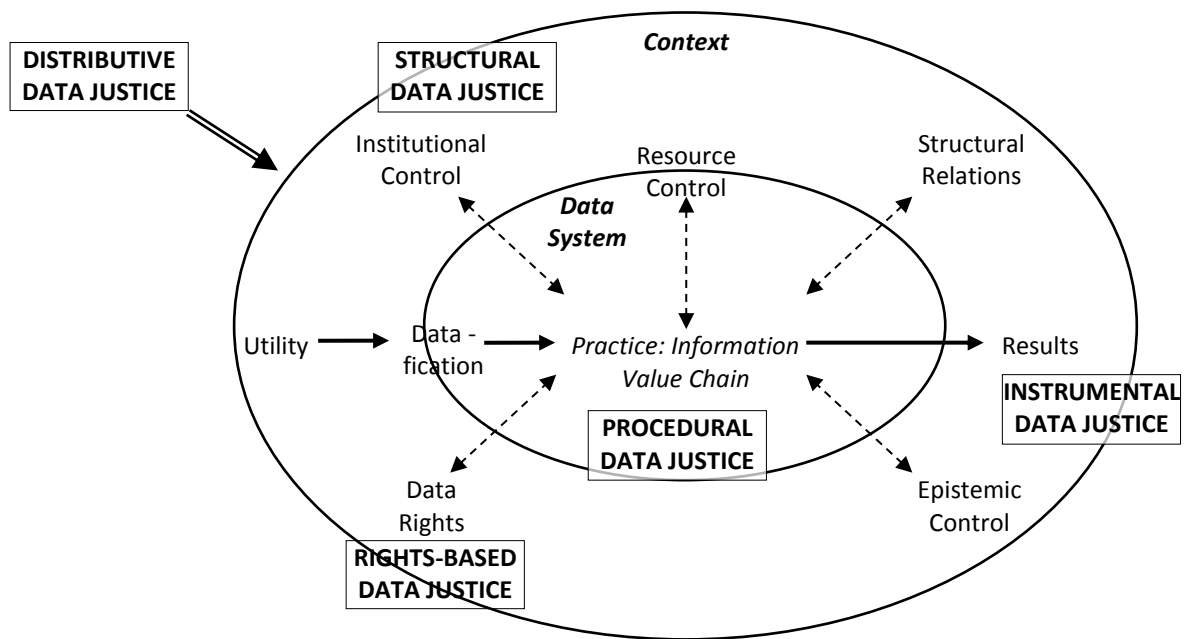 DISTRIBUTIVE
DATA JUSTICE
STRUCTURAL
DATA JUSTICE
Context
Institutional
Control
Resource
Control
Structural
Relations
Data
System
Utility
Data -
fication
Practice: Information
Value Chain
Results
INSTRUMENTAL
DATA JUSTICE
PROCEDURAL
DATA JUSTICE
Data
Rights
Epistemic
Control
RIGHTS-BASED
DATA JUSTICE